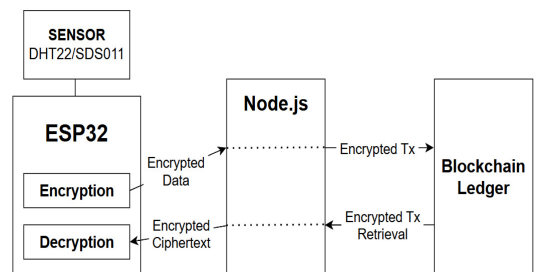 SENSOR
DHT22/SDS011
ESP32
Encryption
Decryption
Encrypted
Data
Encrypted
Ciphertext
Node.js
Encrypted Tx
Encrypted Tx
Retrieval
Blockchain
Ledger